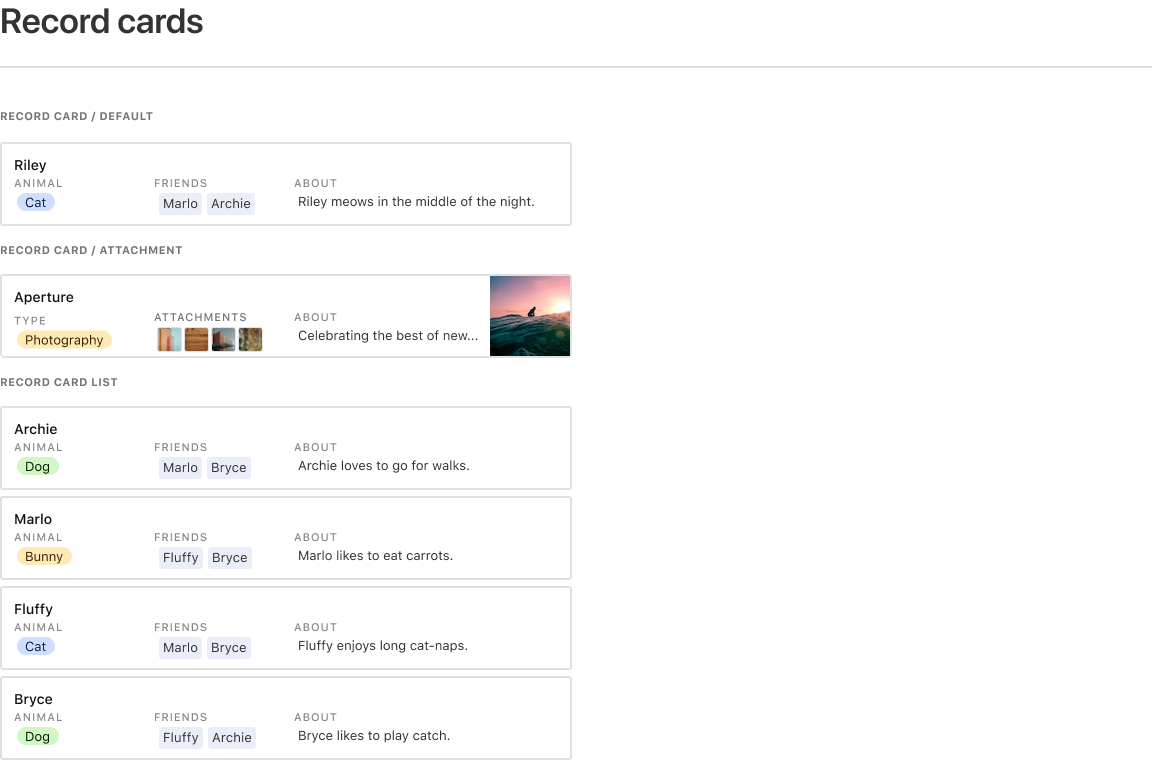 Record cards
RECORD CARD / DEFAULT
Riley
ANIMAL FRIENDS ABOUT
Cat Marlo Archie Riley meows in the middle of the night.
RECORD CARD / ATTACHMENT
Aperture
TYPE ATTACHMENTS ABOUT
Photography Celebrating the best of new...
RECORD CARD LIST
Archie
ANIMAL FRIENDS ABOUT
Dog Marlo Bryce Archie loves to go for walks.
Marlo
ANIMAL FRIENDS ABOUT
Bunny Fluffy Bryce Marlo likes to eat carrots.
Fluffy
ANIMAL FRIENDS ABOUT
Cat Marlo Bryce Fluffy enjoys long cat-naps.
Bryce
ANIMAL FRIENDS ABOUT
Dog Fluffy Archie Bryce likes to play catch.